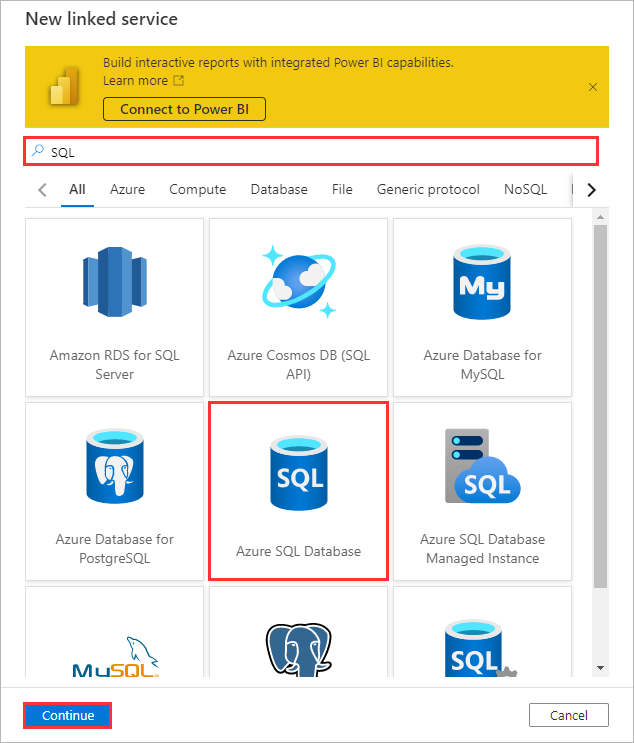 New linked service
Build interactive reports with integrated Power BI capabilities.
Learn more
Connect to Power BI
SQL
All Azure Compute Database File Generic protocol NoSQL
Amazon RDS for SQL
Server
Azure Cosmos DB (SQL
API)
My
Azure Database for
MySQL
Azure Database for
PostgreSQL
SQL
Azure SQL Database
SQL
Azure SQL Database
Managed Instance
MySQL
SQL
Continue
Cancel